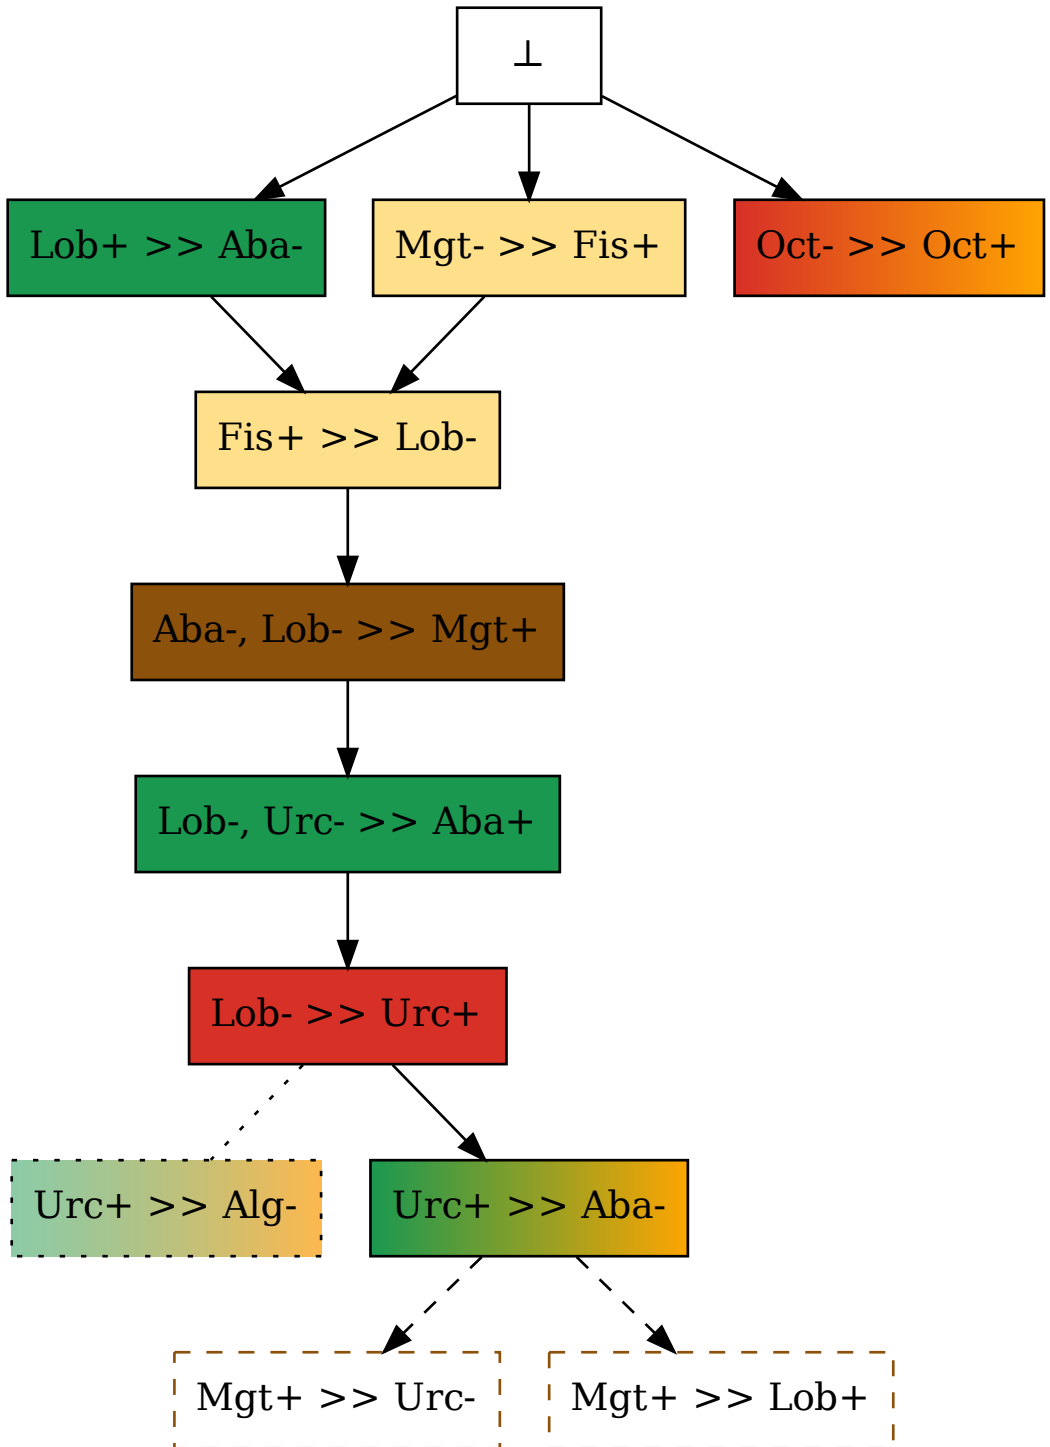 ⊥
Lob+ >> Aba-
Mgt- >> Fis+
Oct- >> Oct+
Fis+ >> Lob-
Aba-, Lob- >> Mgt+
Lob-, Urc- >> Aba+
Lob- >> Urc+
Urc+ >> Alg-
Urc+ >> Aba-
Mgt+ >> Urc-
Mgt+ >> Lob+